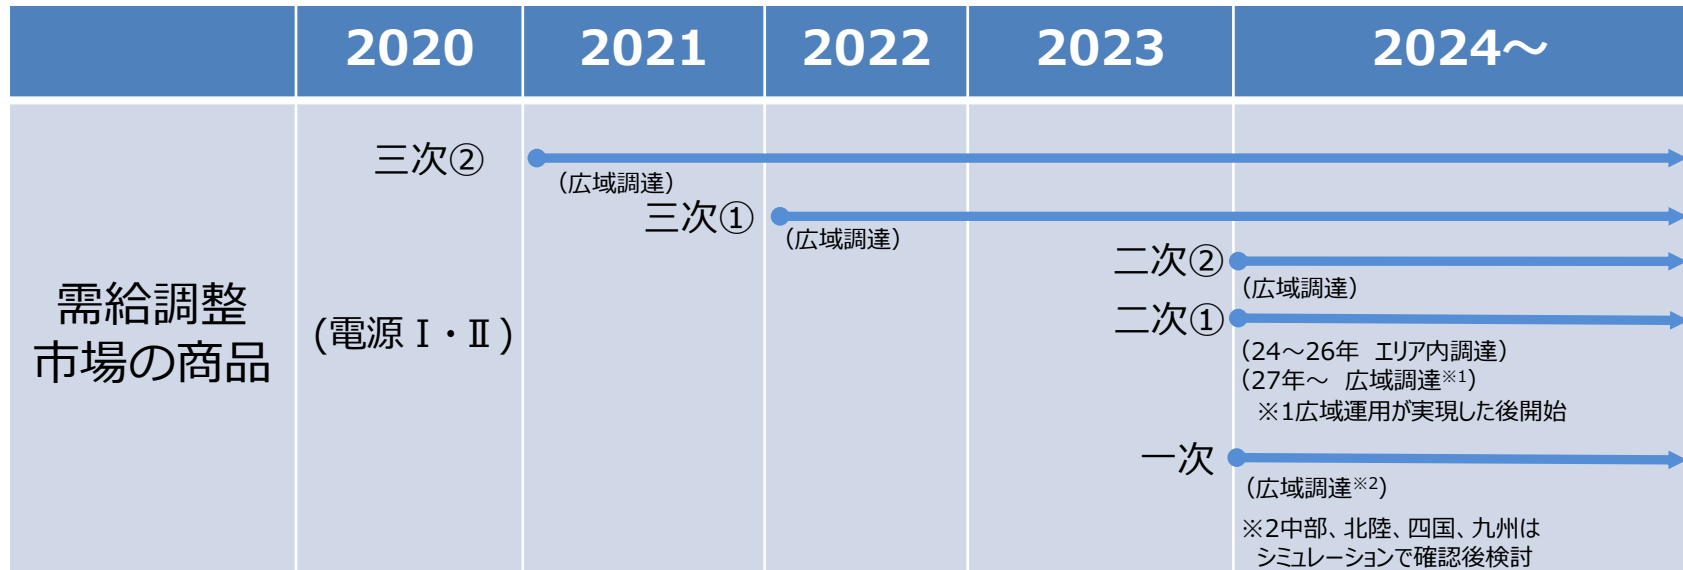 2020 2021 2022 2023 2024～
需給調整
市場の商品
(電源Ⅰ・Ⅱ)
三次②
(広域調達)
三次①
(広域調達)
二次②
(広域調達)
二次①
(24～26年 エリア内調達)
(27年～ 広域調達※1)
※1広域運用が実現した後開始
一次
(広域調達※2)
※2中部、北陸、四国、九州は
シミュレーションで確認後検討